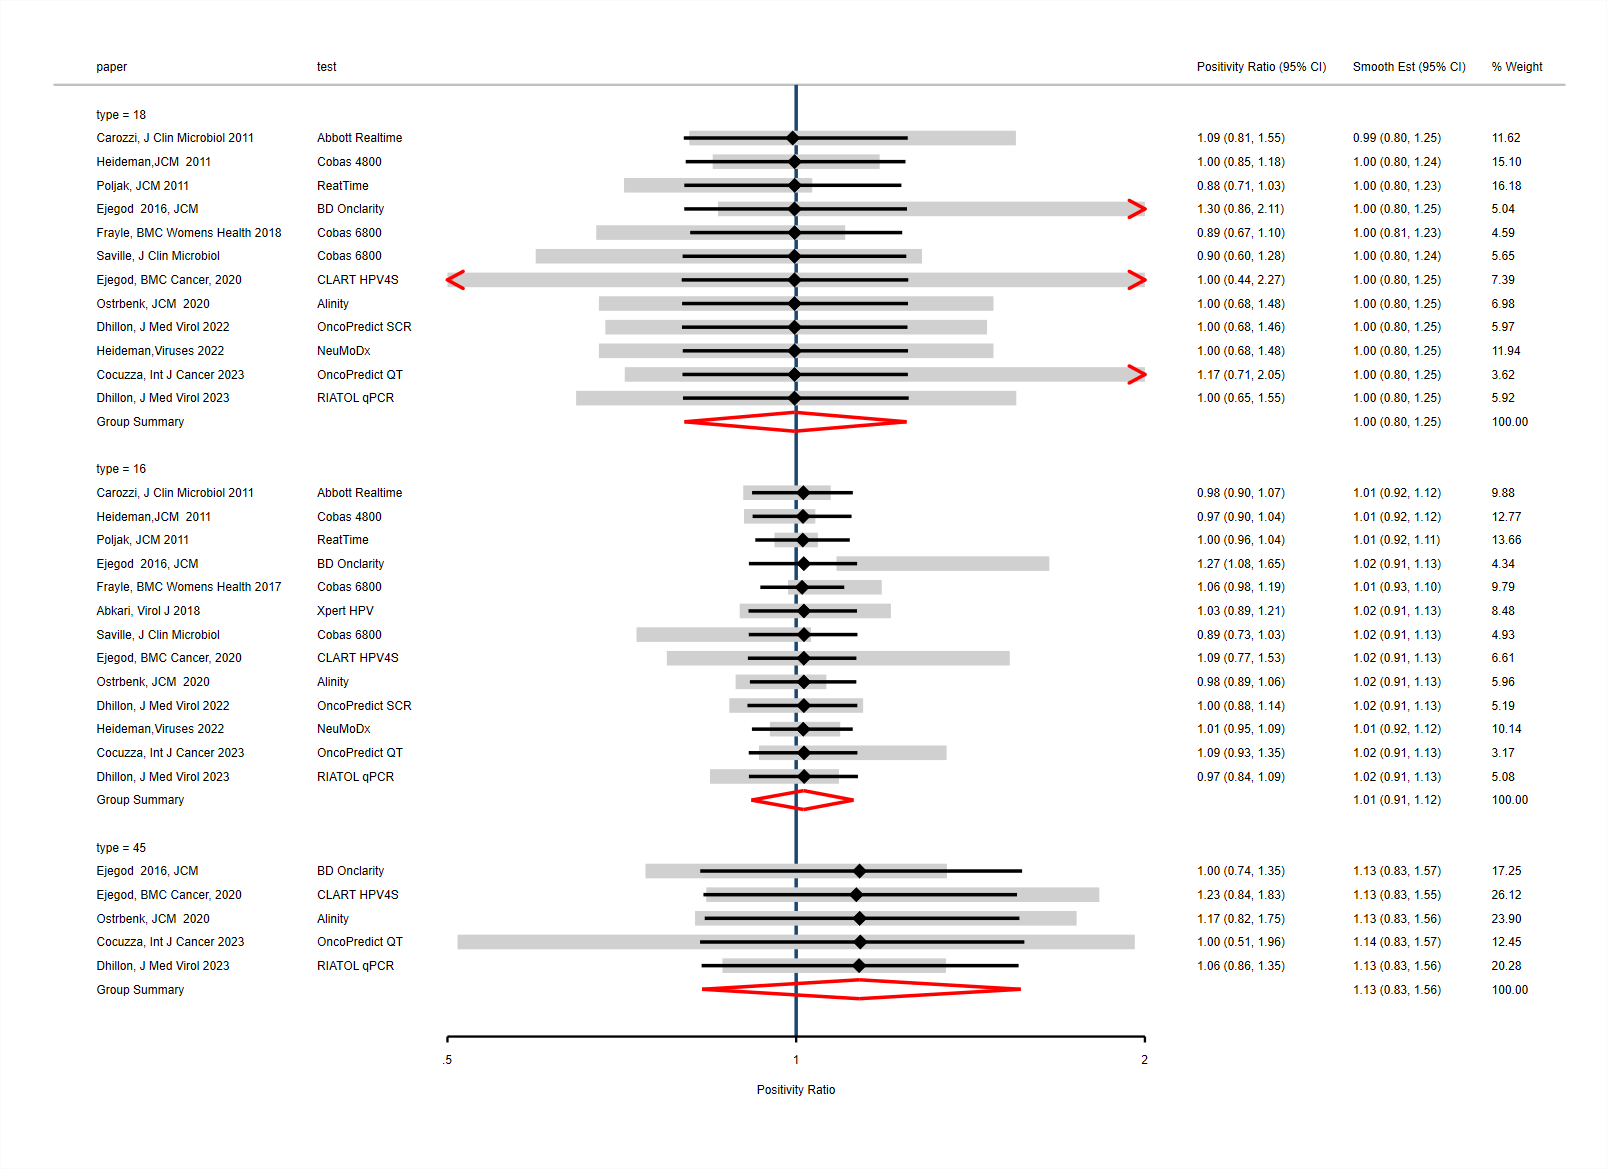 paper test Positivity Ratio (95% CI) Smooth Est (95% CI) % Weight
type = 18
Carozzi, J Clin Microbiol 2011 Abbott Realtime 1.09 (0.81, 1.55) 0.99 (0.80, 1.25) 11.62
Heideman,JCM  2011 Cobas 4800 1.00 (0.85, 1.18) 1.00 (0.80, 1.24) 15.10
Poljak, JCM 2011 ReatTime 0.88 (0.71, 1.03) 1.00 (0.80, 1.23) 16.18
Ejegod  2016, JCM BD Onclarity 1.30 (0.86, 2.11) 1.00 (0.80, 1.25) 5.04
Frayle, BMC Womens Health 2018 Cobas 6800 0.89 (0.67, 1.10) 1.00 (0.81, 1.23) 4.59
Saville, J Clin Microbiol Cobas 6800 0.90 (0.60, 1.28) 1.00 (0.80, 1.24) 5.65
Ejegod, BMC Cancer, 2020 CLART HPV4S 1.00 (0.44, 2.27) 1.00 (0.80, 1.25) 7.39
Ostrbenk, JCM  2020 Alinity 1.00 (0.68, 1.48) 1.00 (0.80, 1.25) 6.98
Dhillon, J Med Virol 2022 OncoPredict SCR 1.00 (0.68, 1.46) 1.00 (0.80, 1.25) 5.97
Heideman,Viruses 2022 NeuMoDx 1.00 (0.68, 1.48) 1.00 (0.80, 1.25) 11.94
Cocuzza, Int J Cancer 2023 OncoPredict QT 1.17 (0.71, 2.05) 1.00 (0.80, 1.25) 3.62
Dhillon, J Med Virol 2023 RIATOL qPCR 1.00 (0.65, 1.55) 1.00 (0.80, 1.25) 5.92
Group Summary 1.00 (0.80, 1.25) 100.00
type = 16
Carozzi, J Clin Microbiol 2011 Abbott Realtime 0.98 (0.90, 1.07) 1.01 (0.92, 1.12) 9.88
Heideman,JCM  2011 Cobas 4800 0.97 (0.90, 1.04) 1.01 (0.92, 1.12) 12.77
Poljak, JCM 2011 ReatTime 1.00 (0.96, 1.04) 1.01 (0.92, 1.11) 13.66
Ejegod  2016, JCM BD Onclarity 1.27 (1.08, 1.65) 1.02 (0.91, 1.13) 4.34
Frayle, BMC Womens Health 2017 Cobas 6800 1.06 (0.98, 1.19) 1.01 (0.93, 1.10) 9.79
Abkari, Virol J 2018 Xpert HPV 1.03 (0.89, 1.21) 1.02 (0.91, 1.13) 8.48
Saville, J Clin Microbiol Cobas 6800 0.89 (0.73, 1.03) 1.02 (0.91, 1.13) 4.93
Ejegod, BMC Cancer, 2020 CLART HPV4S 1.09 (0.77, 1.53) 1.02 (0.91, 1.13) 6.61
Ostrbenk, JCM  2020 Alinity 0.98 (0.89, 1.06) 1.02 (0.91, 1.13) 5.96
Dhillon, J Med Virol 2022 OncoPredict SCR 1.00 (0.88, 1.14) 1.02 (0.91, 1.13) 5.19
Heideman,Viruses 2022 NeuMoDx 1.01 (0.95, 1.09) 1.01 (0.92, 1.12) 10.14
Cocuzza, Int J Cancer 2023 OncoPredict QT 1.09 (0.93, 1.35) 1.02 (0.91, 1.13) 3.17
Dhillon, J Med Virol 2023 RIATOL qPCR 0.97 (0.84, 1.09) 1.02 (0.91, 1.13) 5.08
Group Summary 1.01 (0.91, 1.12) 100.00
type = 45
Ejegod  2016, JCM BD Onclarity 1.00 (0.74, 1.35) 1.13 (0.83, 1.57) 17.25
Ejegod, BMC Cancer, 2020 CLART HPV4S 1.23 (0.84, 1.83) 1.13 (0.83, 1.55) 26.12
Ostrbenk, JCM  2020 Alinity 1.17 (0.82, 1.75) 1.13 (0.83, 1.56) 23.90
Cocuzza, Int J Cancer 2023 OncoPredict QT 1.00 (0.51, 1.96) 1.14 (0.83, 1.57) 12.45
Dhillon, J Med Virol 2023 RIATOL qPCR 1.06 (0.86, 1.35) 1.13 (0.83, 1.56) 20.28
Group Summary 1.13 (0.83, 1.56) 100.00
.5 1 2
Positivity Ratio